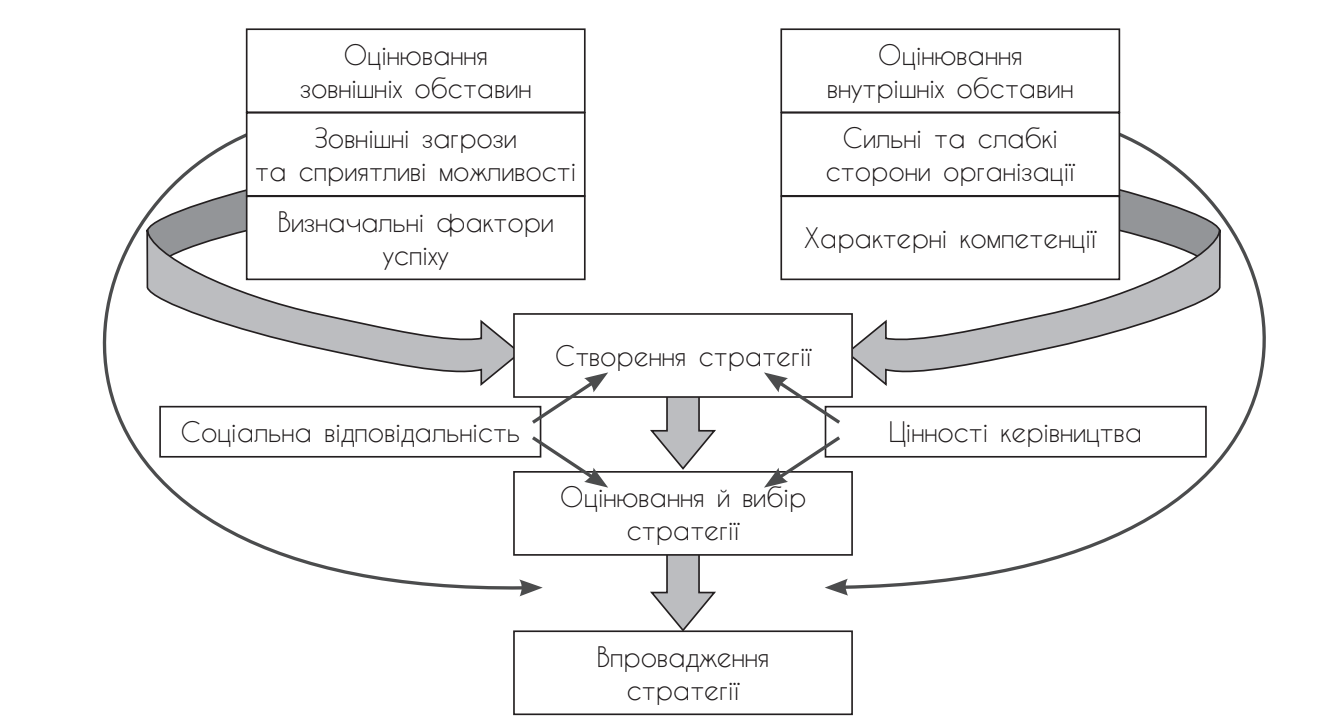 Оцінювання
зовнішніх обставин
Зовнішні загрози
та сприятливі можливості
Визначальні фактори
успіху
Оцінювання
внутрішніх обставин
Сильні та слабкі
сторони організації
Характерні компетенції
Створення стратегії
Соціальна відповідальність
Цінності керівництва
Оцінювання й вибір
стратегії
Впровадження
стратегії